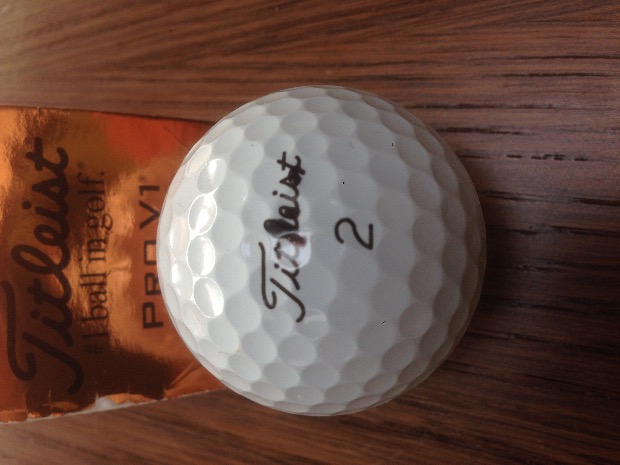 Titleist
#1 ball in golf.®
PRO V1®
Titleist
2